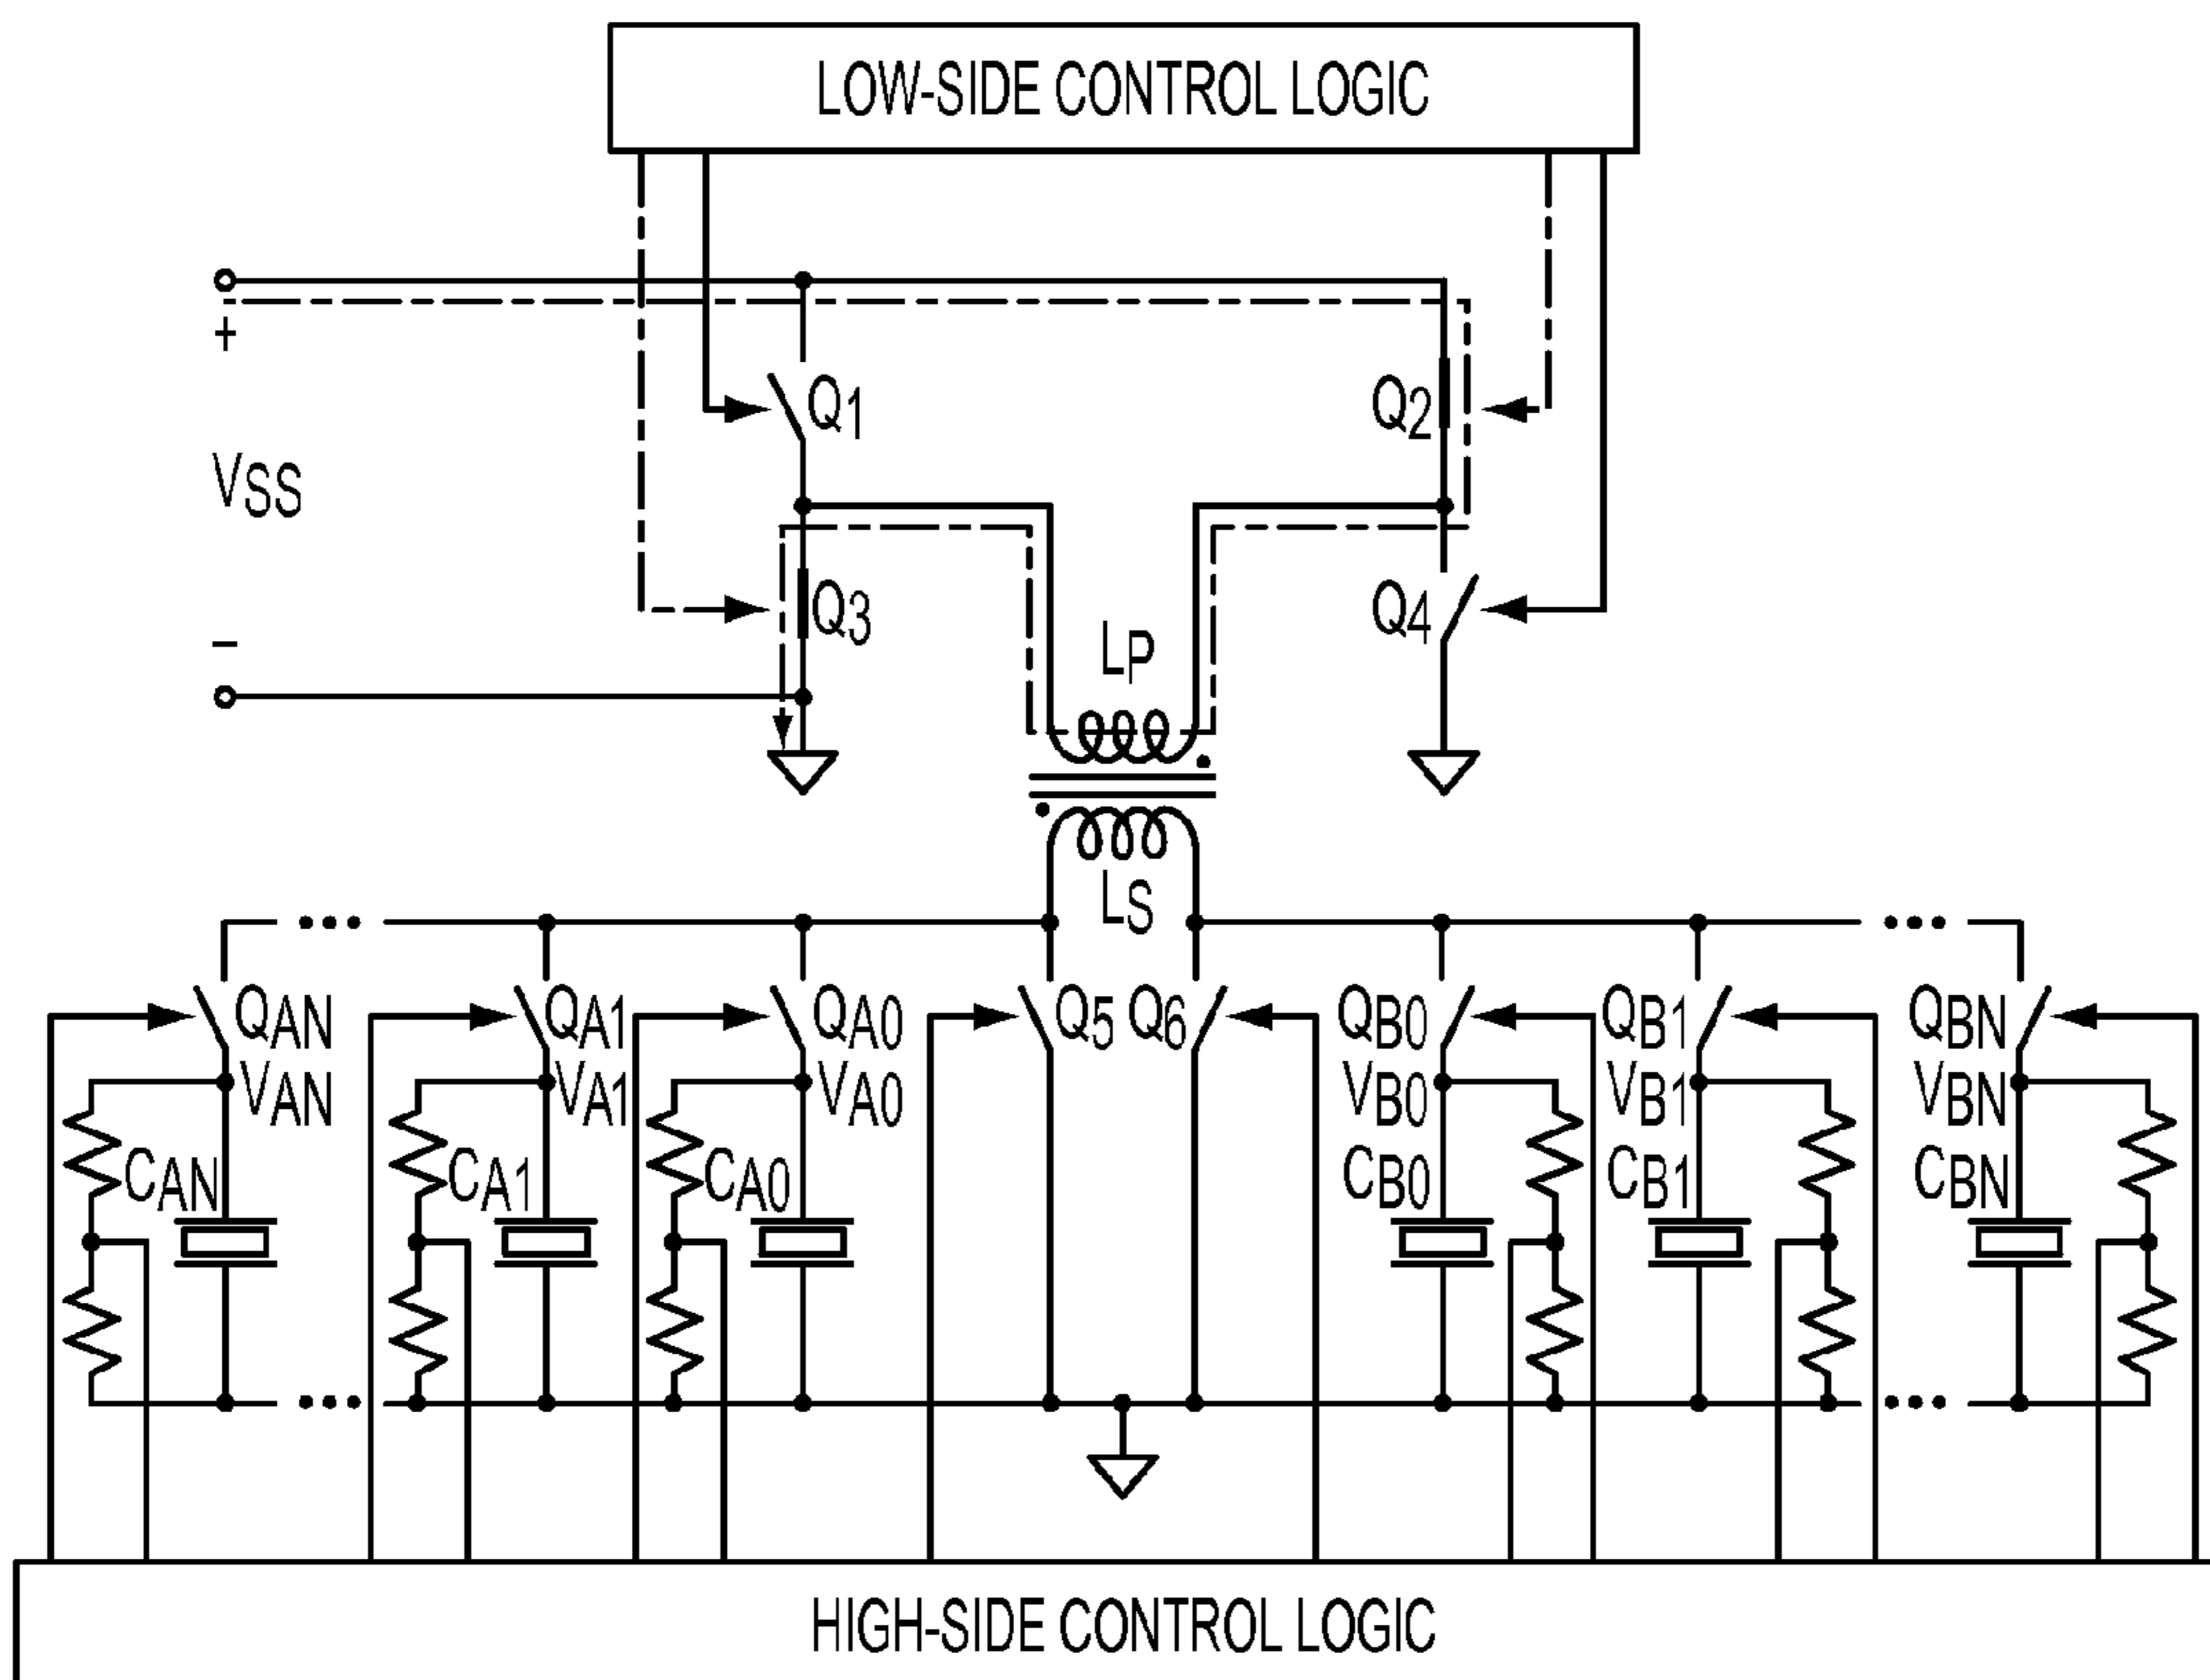 LOW-SIDE CONTROL LOGIC
+
Q1
Q2
VSS
Q3
Q4
−
LP
LS
QAN QA1 QA0 Q5 Q6 QB0 QB1 QBN
VAN VA1 VA0 VB0 VB1 VBN
CAN CA1 CA0 CB0 CB1 CBN
HIGH-SIDE CONTROL LOGIC